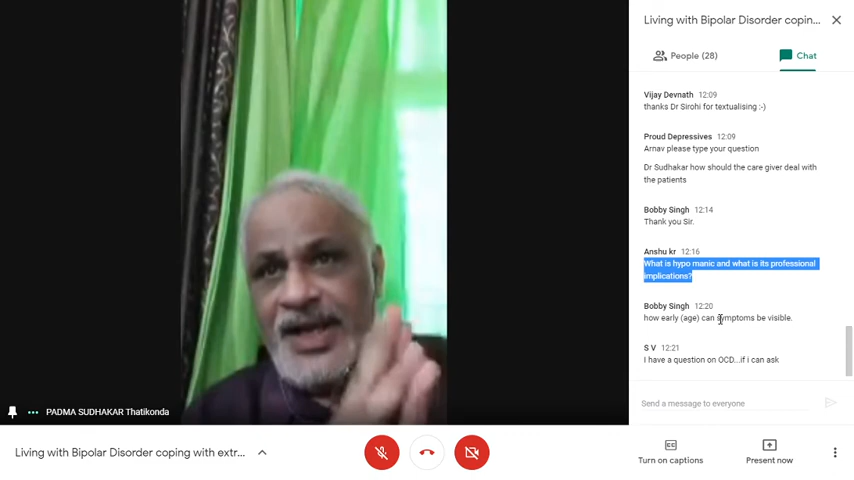 Living with Bipolar Disorder copin...
People (28)
Chat
Vijay Devnath 12:09
thanks Dr Sirohi for textualising :-)
Proud Depressives 12:09
Arnav please type your question
Dr Sudhakar how should the care giver deal with
the patients
Bobby Singh 12:14
Thank you Sir.
Anshu kr 12:16
What is hypo manic and what is its professional
implications?
Bobby Singh 12:20
how early (age) can symptoms be visible.
S V 12:21
I have a question on OCD...if i can ask
Send a message to everyone
PADMA SUDHAKAR Thatikonda
Living with Bipolar Disorder coping with extr...
Turn on captions
Present now